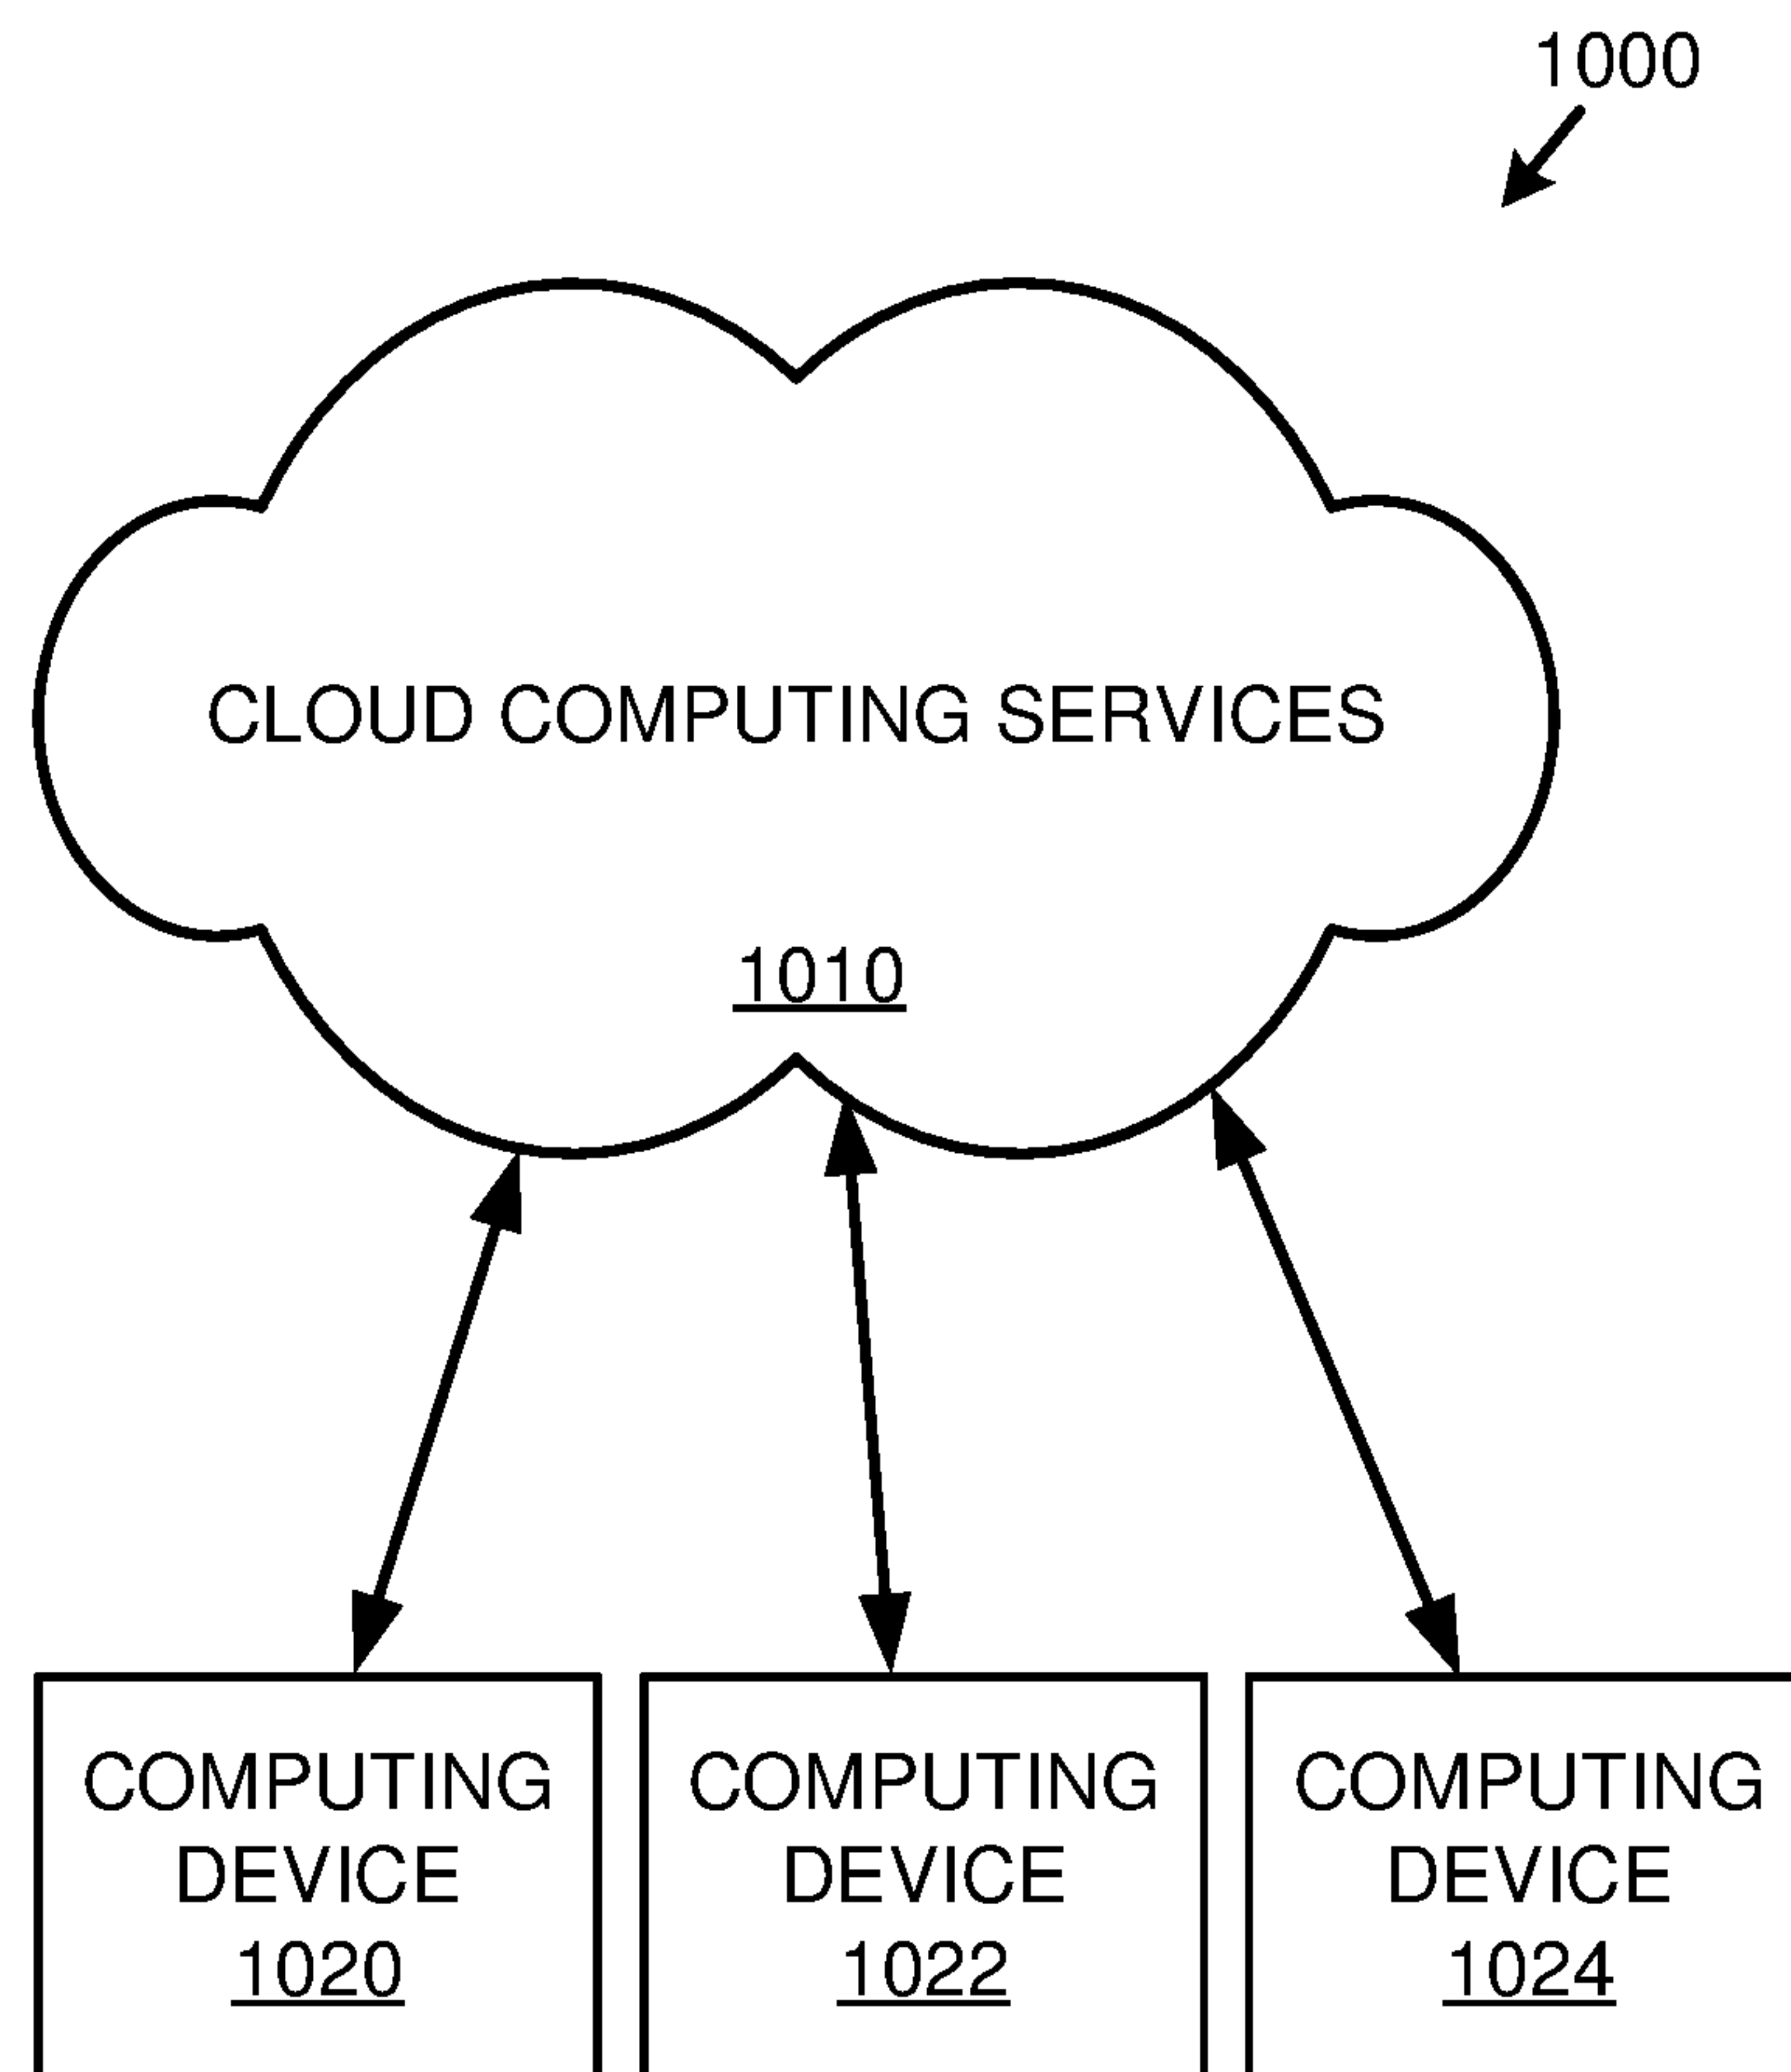 1000
CLOUD COMPUTING SERVICES
1010
COMPUTING
DEVICE
1020
COMPUTING
DEVICE
1022
COMPUTING
DEVICE
1024